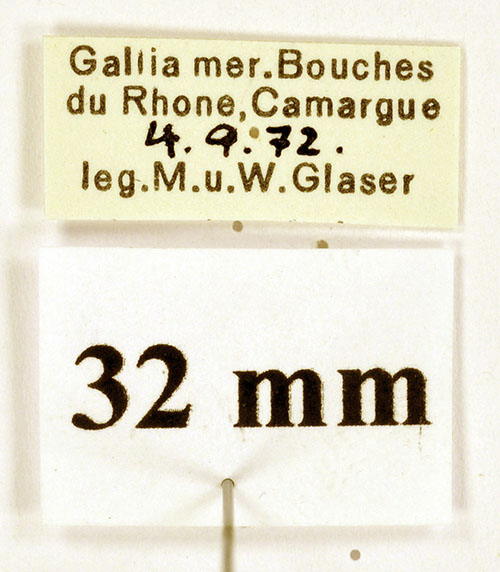 Gallia mer.Bouches
du Rhone,Camargue
4.9.72.
leg.M.u.W.Glaser
32 mm